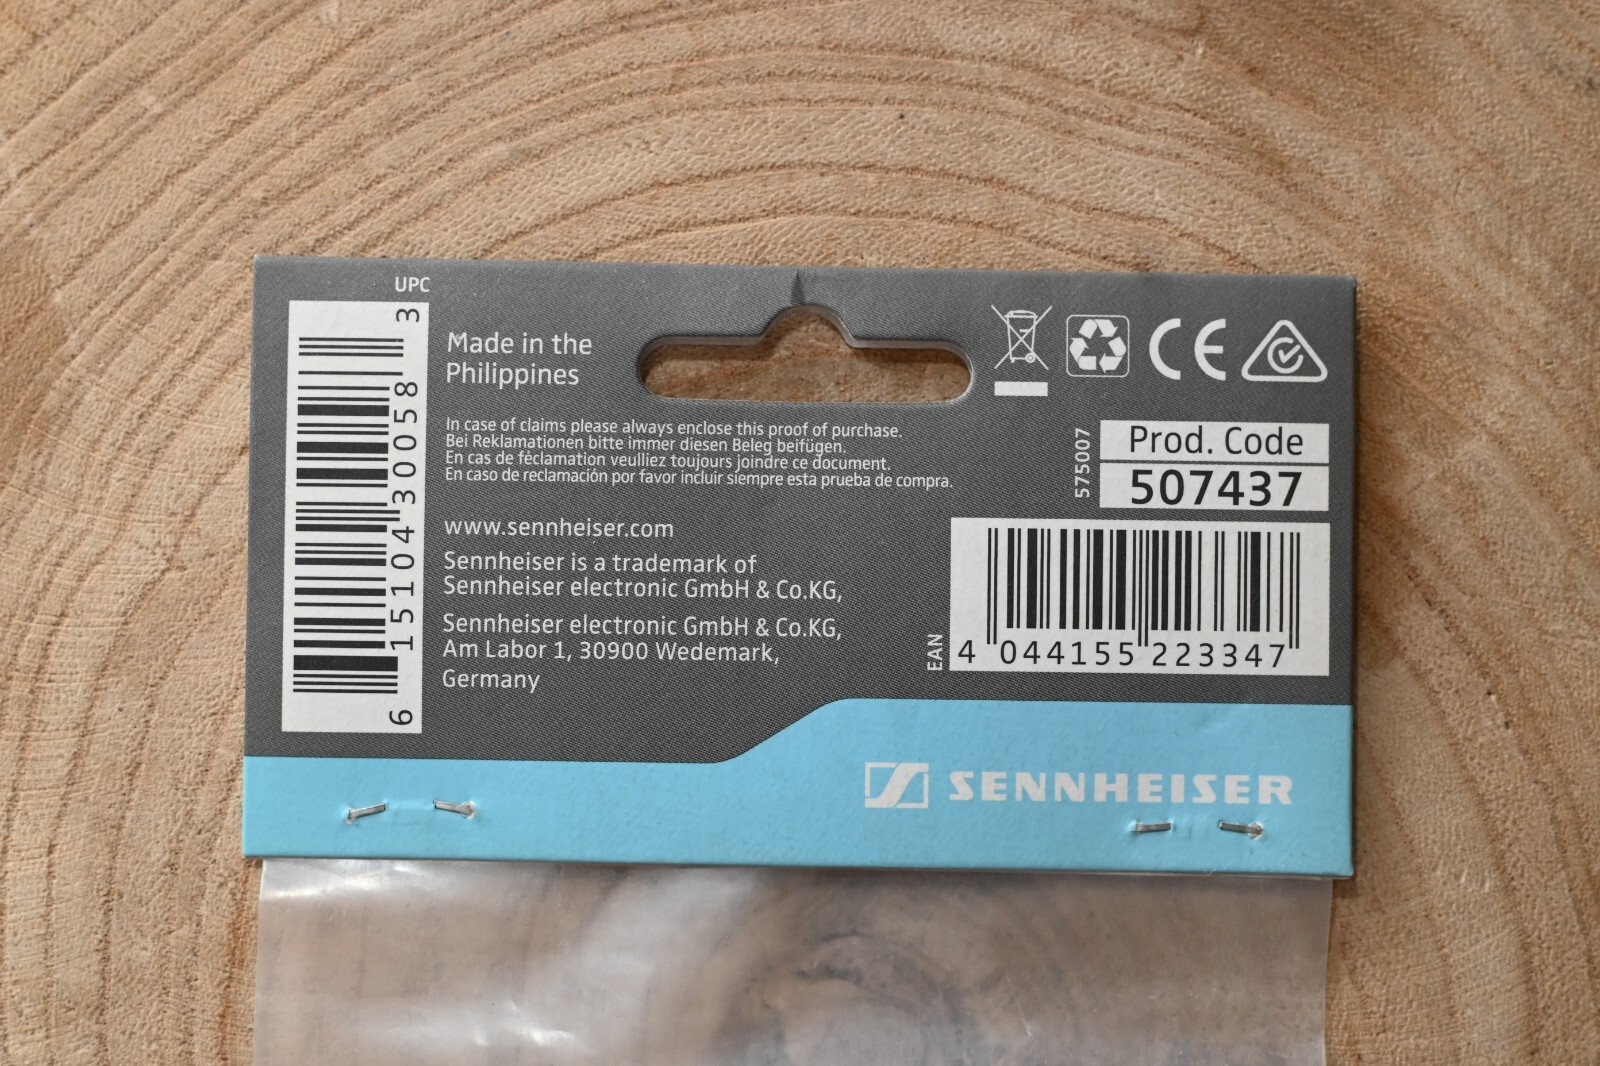 UPC
6 15104 30058 3
Made in the
Philippines
In case of claims please always enclose this proof of purchase.
Bei Reklamationen bitte immer diesen Beleg beifügen.
En cas de féclamation veulliez toujours joindre ce document.
En caso de reclamación por favor incluir siempre esta prueba de compra.
www.sennheiser.com
Sennheiser is a trademark of
Sennheiser electronic GmbH & Co.KG,
Sennheiser electronic GmbH & Co.KG,
Am Labor 1, 30900 Wedemark,
Germany
CE
575007
Prod. Code
507437
EAN
4 044155 223347
SENNHEISER